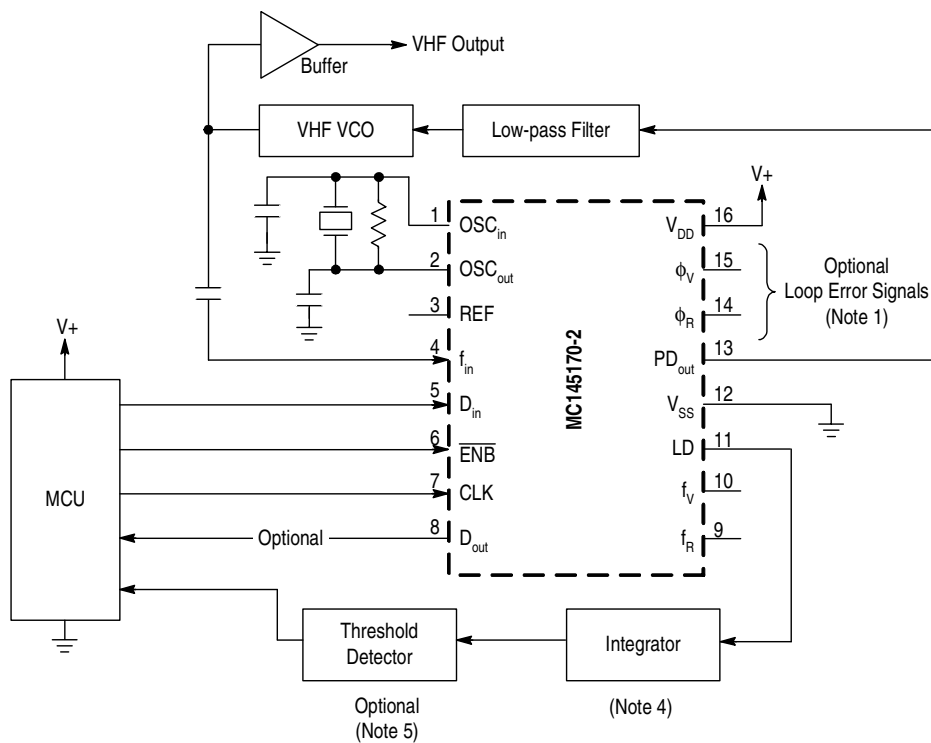 VHF Output
Buffer
VHF VCO
Low-pass Filter
V+
1
OSCin
2
OSCout
3
REF
4
fin
5
Din
6
ENB
7
CLK
8
Dout
MC145170-2
16
VDD
15
ϕV
14
ϕR
13
PDout
12
VSS
11
LD
10
fV
9
fR
Optional
Loop Error Signals
(Note 1)
V+
MCU
Optional
Threshold
Detector
Optional
(Note 5)
Integrator
(Note 4)